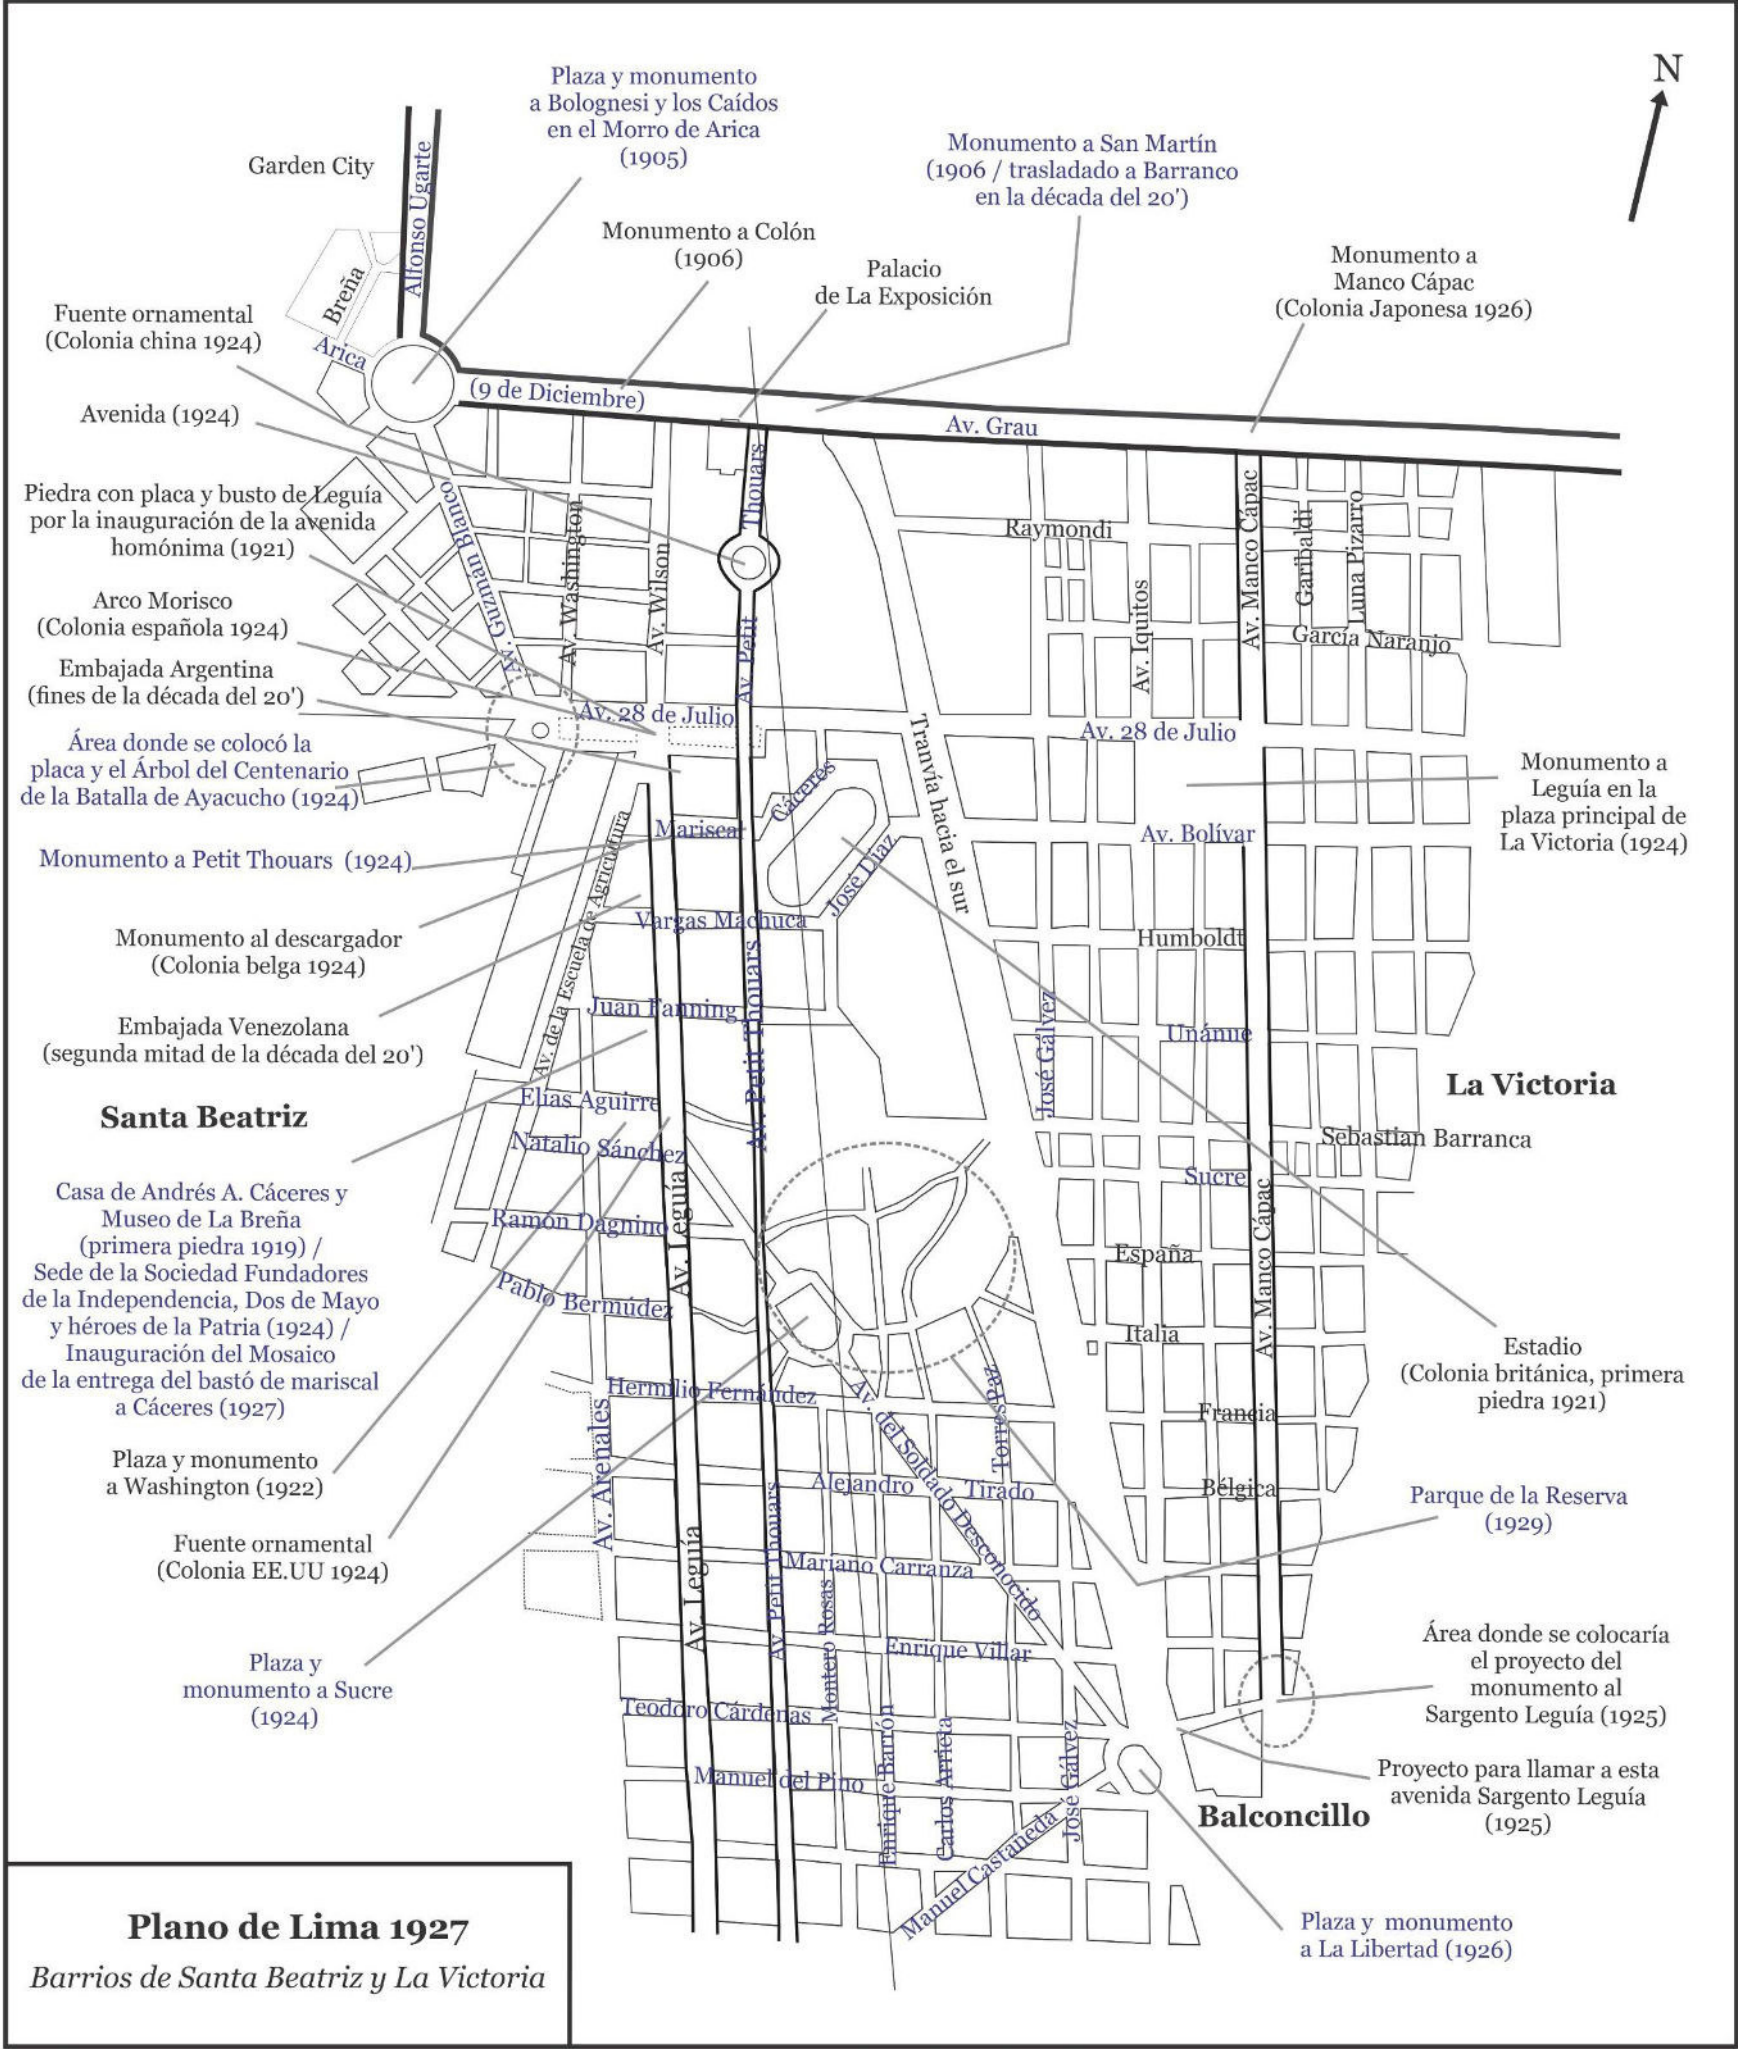 N
Plaza y monumento
a Bolognesi y los Caídos
en el Morro de Arica
(1905)
Monumento a San Martín
(1906 / trasladado a Barranco
en la década del 20')
Garden City
Alfonso Ugarte
Monumento a Colón
(1906)
Palacio
de La Exposición
Monumento a
Manco Cápac
(Colonia Japonesa 1926)
Breña
Fuente ornamental
(Colonia china 1924)
Arica
(9 de Diciembre)
Av. Grau
Avenida (1924)
Piedra con placa y busto de Leguía
por la inauguración de la avenida
homónima (1921)
Av. Guzmán Blanco
Av. Washington
Av. Wilson
Thouars
Av. Petit
Raymondi
Av. Iquitos
Av. Manco Cápac
Garibaldi
Luna Pizarro
García Naranjo
Arco Morisco
(Colonia española 1924)
Embajada Argentina
(fines de la década del 20')
Av. 28 de Julio
Av. 28 de Julio
Tranvía hacia el sur
Área donde se colocó la
placa y el Árbol del Centenario
de la Batalla de Ayacucho (1924)
Cáceres
Mariscal
José Díaz
Av. Bolívar
Monumento a
Leguía en la
plaza principal de
La Victoria (1924)
Monumento a Petit Thouars (1924)
Av. de la Escuela de Agricultura
Vargas Machuca
Humboldt
Monumento al descargador
(Colonia belga 1924)
Juan Fanning
Av. Petit Thouars
José Gálvez
Unánue
Embajada Venezolana
(segunda mitad de la década del 20')
La Victoria
Santa Beatriz
Elías Aguirre
Natalio Sánchez
Sebastian Barranca
Sucre
Casa de Andrés A. Cáceres y
Museo de La Breña
(primera piedra 1919) /
Sede de la Sociedad Fundadores
de la Independencia, Dos de Mayo
y héroes de la Patria (1924) /
Inauguración del Mosaico
de la entrega del bastó de mariscal
a Cáceres (1927)
Ramón Dagnino
Av. Leguía
Pablo Bermúdez
España
Av. Manco Cápac
Italia
Estadio
(Colonia británica, primera
piedra 1921)
Hermilio Fernández
Av. del Soldado Desconocido
Torres Paz
Francia
Plaza y monumento
a Washington (1922)
Av. Arenales
Alejandro Tirado
Bélgica
Parque de la Reserva
(1929)
Fuente ornamental
(Colonia EE.UU 1924)
Av. Leguía
Av. Petit Thouars
Mariano Carranza
Montero Rosas
Enrique Villar
Plaza y
monumento a Sucre
(1924)
Área donde se colocaría
el proyecto del
monumento al
Sargento Leguía (1925)
Teodoro Cárdenas
Enrique Barrón
Carlos Arrieta
José Gálvez
Manuel del Pino
Proyecto para llamar a esta
avenida Sargento Leguía
(1925)
Balconcillo
Manuel Castañeda
Plaza y monumento
a La Libertad (1926)
Plano de Lima 1927
Barrios de Santa Beatriz y La Victoria